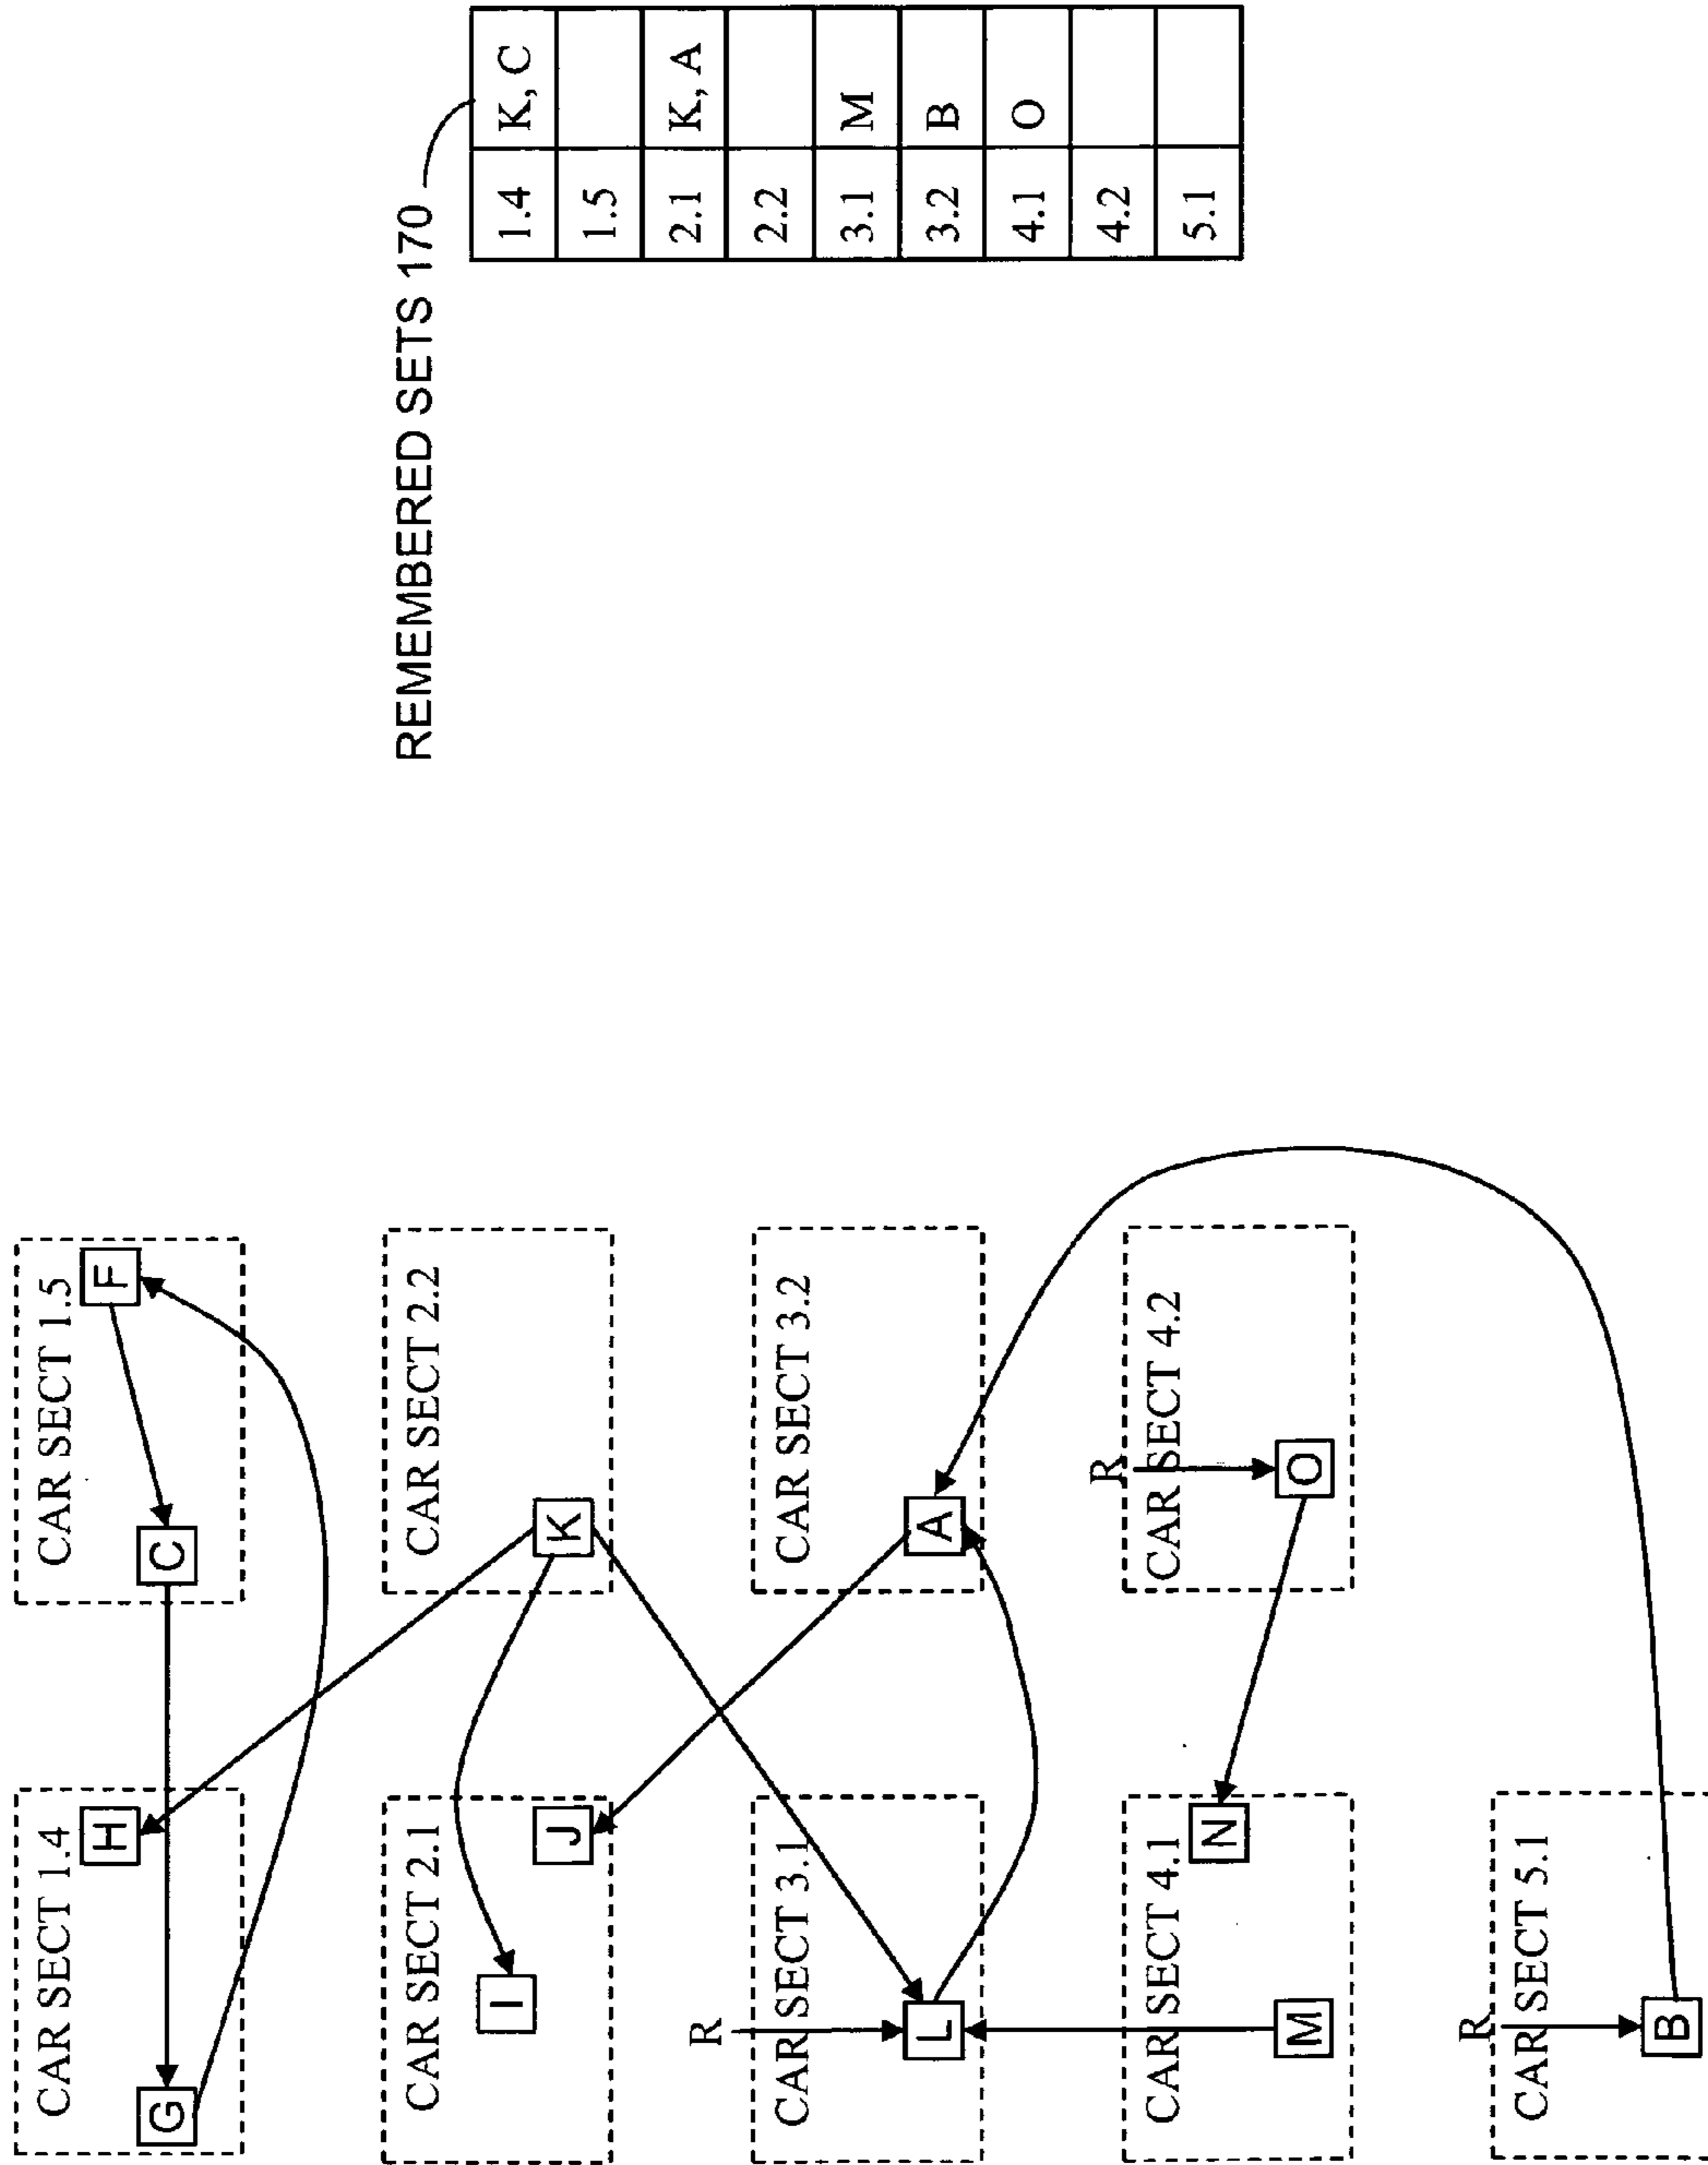 CAR SECT 1.4
H
G
CAR SECT 1.5
F
C
CAR SECT 2.1
I
J
CAR SECT 2.2
K
R
CAR SECT 3.1
L
CAR SECT 3.2
A
CAR SECT 4.1
N
M
R
CAR SECT 4.2
O
R
CAR SECT 5.1
B
REMEMBERED SETS 170
1.4 K, C
1.5
2.1 K, A
2.2
3.1 M
3.2 B
4.1 O
4.2
5.1